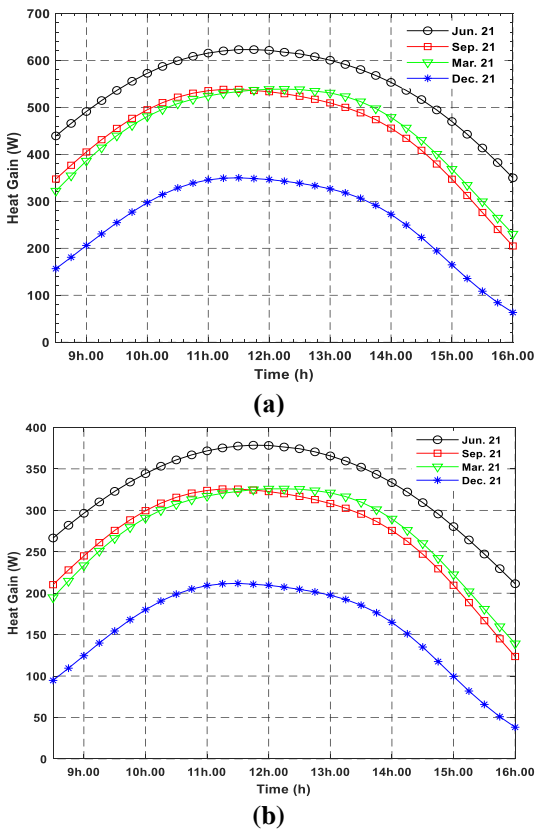 700
600
500
400
300
200
100
0
Heat Gain (W)
Jun. 21
Sep. 21
Mar. 21
Dec. 21
9h.00 10h.00 11h.00 12h.00 13h.00 14h.00 15h.00 16h.00
Time (h)
(a)
400
350
300
250
200
150
100
50
0
Heat Gain (W)
Jun. 21
Sep. 21
Mar. 21
Dec. 21
9h.00 10h.00 11h.00 12h.00 13h.00 14h.00 15h.00 16h.00
Time (h)
(b)